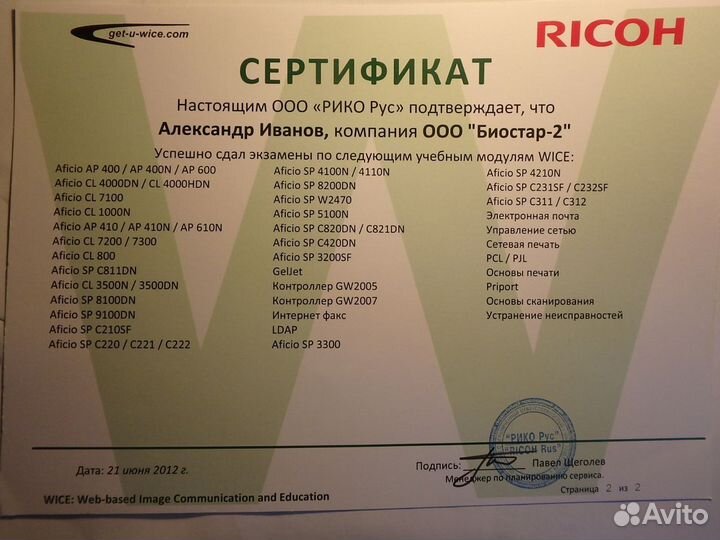 get-u-wice.com
RICOH
СЕРТИФИКАТ
Настоящим ООО «РИКО Рус» подтверждает, что
Александр Иванов, компания ООО "Биостар-2"
Успешно сдал экзамены по следующим учебным модулям WICE:
Aficio AP 400 / AP 400N / AP 600
Aficio CL 4000DN / CL 4000HDN
Aficio CL 7100
Aficio CL 1000N
Aficio AP 410 / AP 410N / AP 610N
Aficio CL 7200 / 7300
Aficio CL 800
Aficio SP C811DN
Aficio CL 3500N / 3500DN
Aficio SP 8100DN
Aficio SP 9100DN
Aficio SP C210SF
Aficio SP C220 / C221 / C222
Aficio SP 4100N / 4110N
Aficio SP 8200DN
Aficio SP W2470
Aficio SP 5100N
Aficio SP C820DN / C821DN
Aficio SP C420DN
Aficio SP 3200SF
GelJet
Контроллер GW2005
Контроллер GW2007
Интернет факс
LDAP
Aficio SP 3300
Aficio SP 4210N
Aficio SP C231SF / C232SF
Aficio SP C311 / C312
Электронная почта
Управление сетью
Сетевая печать
PCL / PJL
Основы печати
Priport
Основы сканирования
Устранение неисправностей
"РИКО Рус"
"RICOH Rus"
Дата: 21 июня 2012 г.
Подпись: Павел Щеголев
Менеджер по планированию сервиса.
Страница 2 из 2
WICE: Web-based Image Communication and Education
Avito